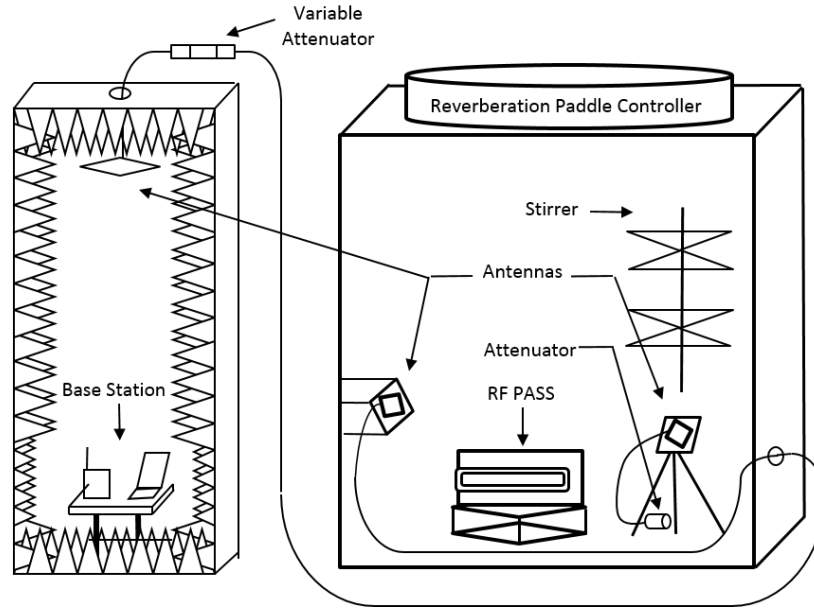 Variable
Attenuator
Reverberation Paddle Controller
Stirrer
Antennas
Attenuator
Base Station
RF PASS